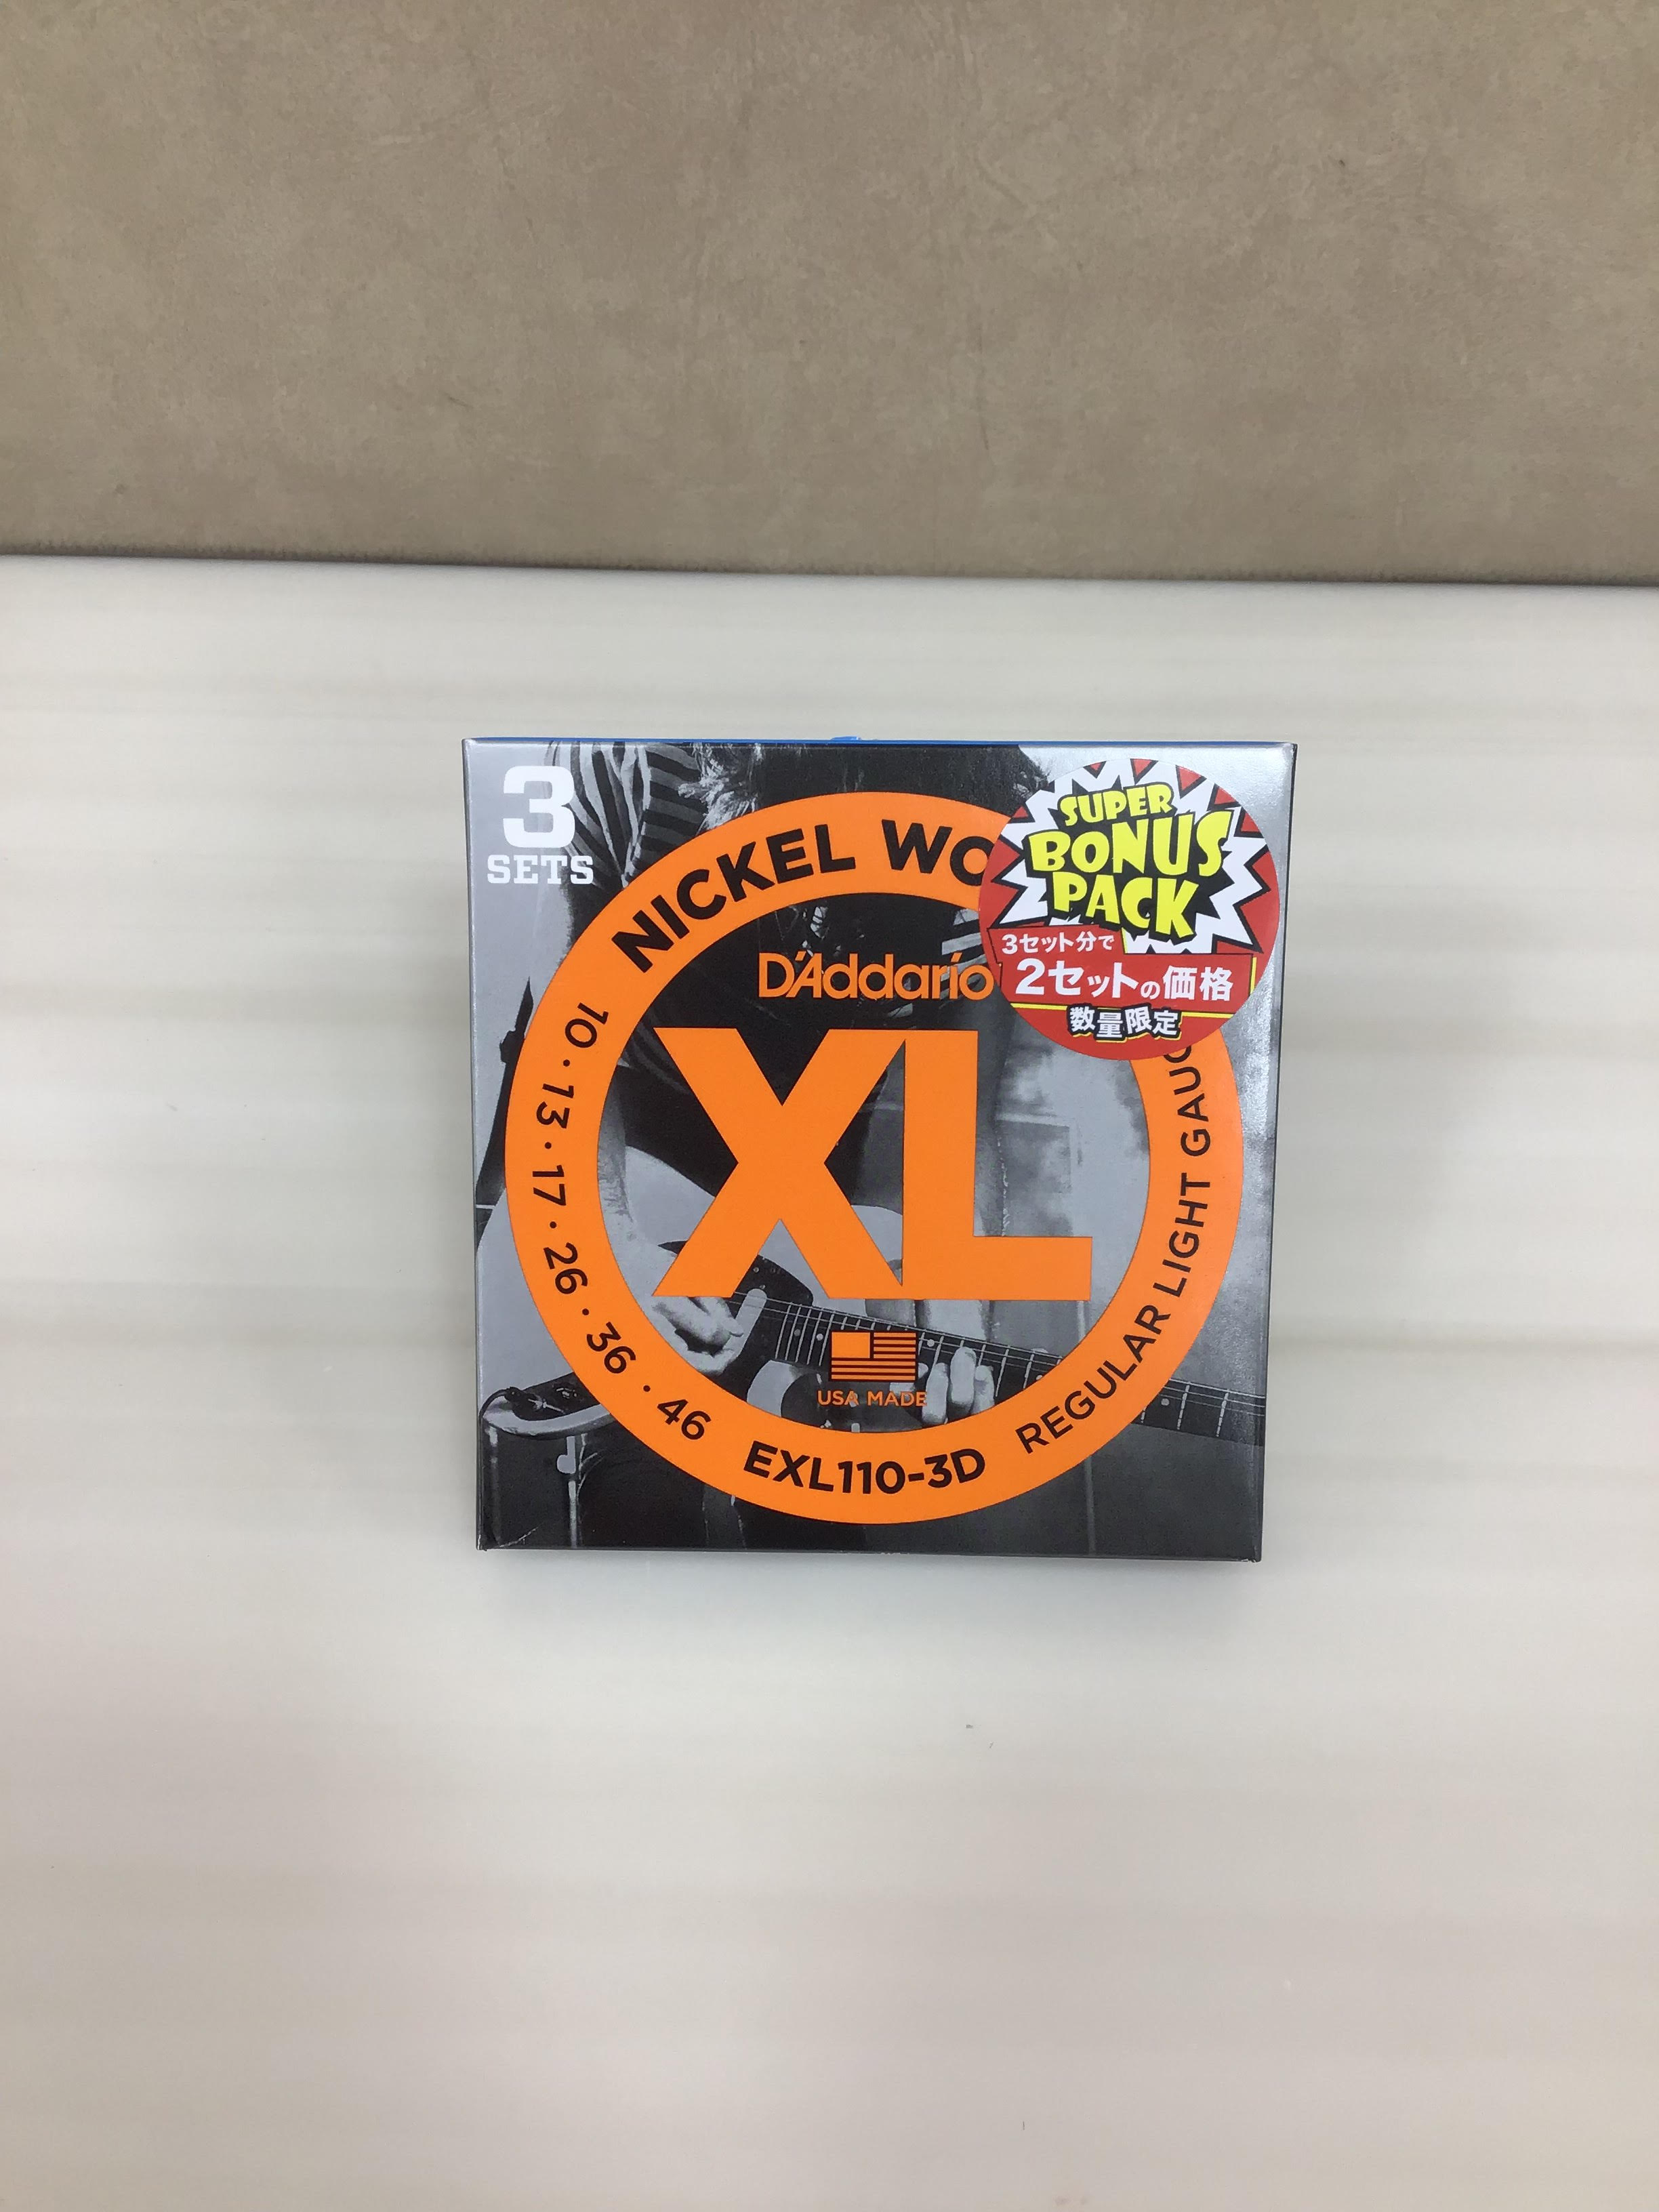 3
SETS
NICKEL WO
SUPER
BONUS
PACK
3セット分で
2セットの価格
数量限定
D'Addario
XL
10·13·17·26·36·46
USA MADE
EXL110-3D
REGULAR LIGHT GAUG